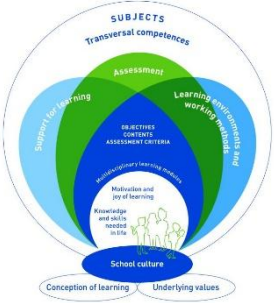 SUBJECTS
Transversal competences
Assessment
Support for learning
Learning environments and
working methods
OBJECTIVES
CONTENTS
ASSESSMENT CRITERIA
Multidisciplinary learning modules
Motivation and
joy of learning
Knowledge
and skills
needed
in life
School culture
Conception of learning
Underlying values